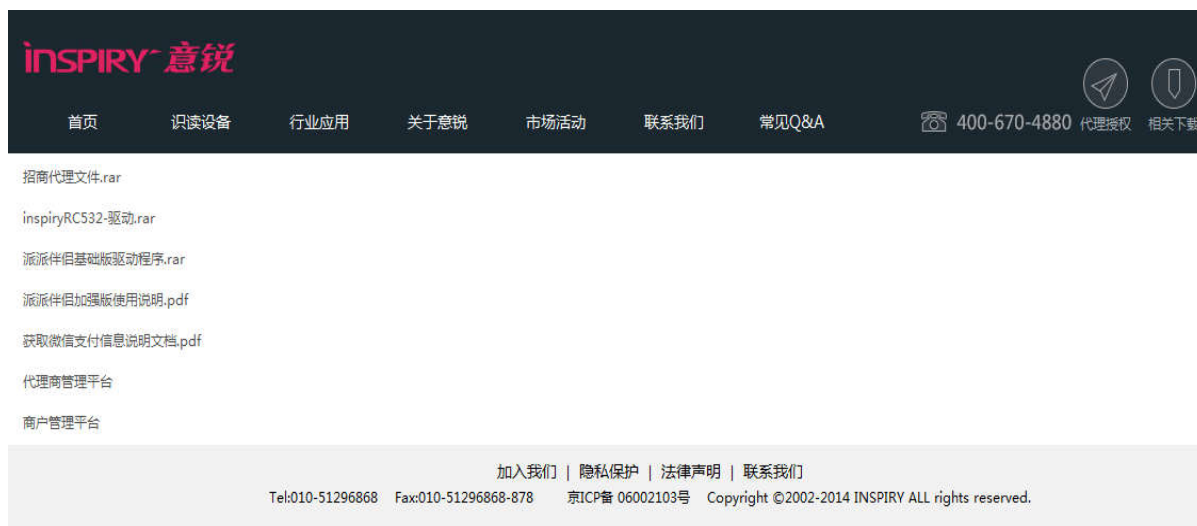 inSPIRY 意锐
首页 识读设备 行业应用 关于意锐 市场活动 联系我们 常见Q&A 400-670-4880 代理授权 相关下载
招商代理文件.rar
inspiryRC532-驱动.rar
派派伴侣基础版驱动程序.rar
派派伴侣加强版使用说明.pdf
获取微信支付信息说明文档.pdf
代理商管理平台
商户管理平台
加入我们 | 隐私保护 | 法律声明 | 联系我们
Tel:010-51296868 Fax:010-51296868-878 京ICP备 06002103号 Copyright ©2002-2014 INSPIRY ALL rights reserved.